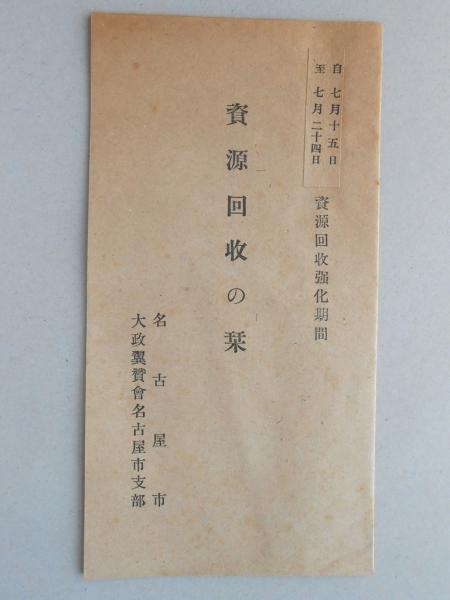 自 七月十五日
至 七月二十四日
資源回收强化期間
資源回收の栞
名古屋市
大政翼贊會名古屋市支部